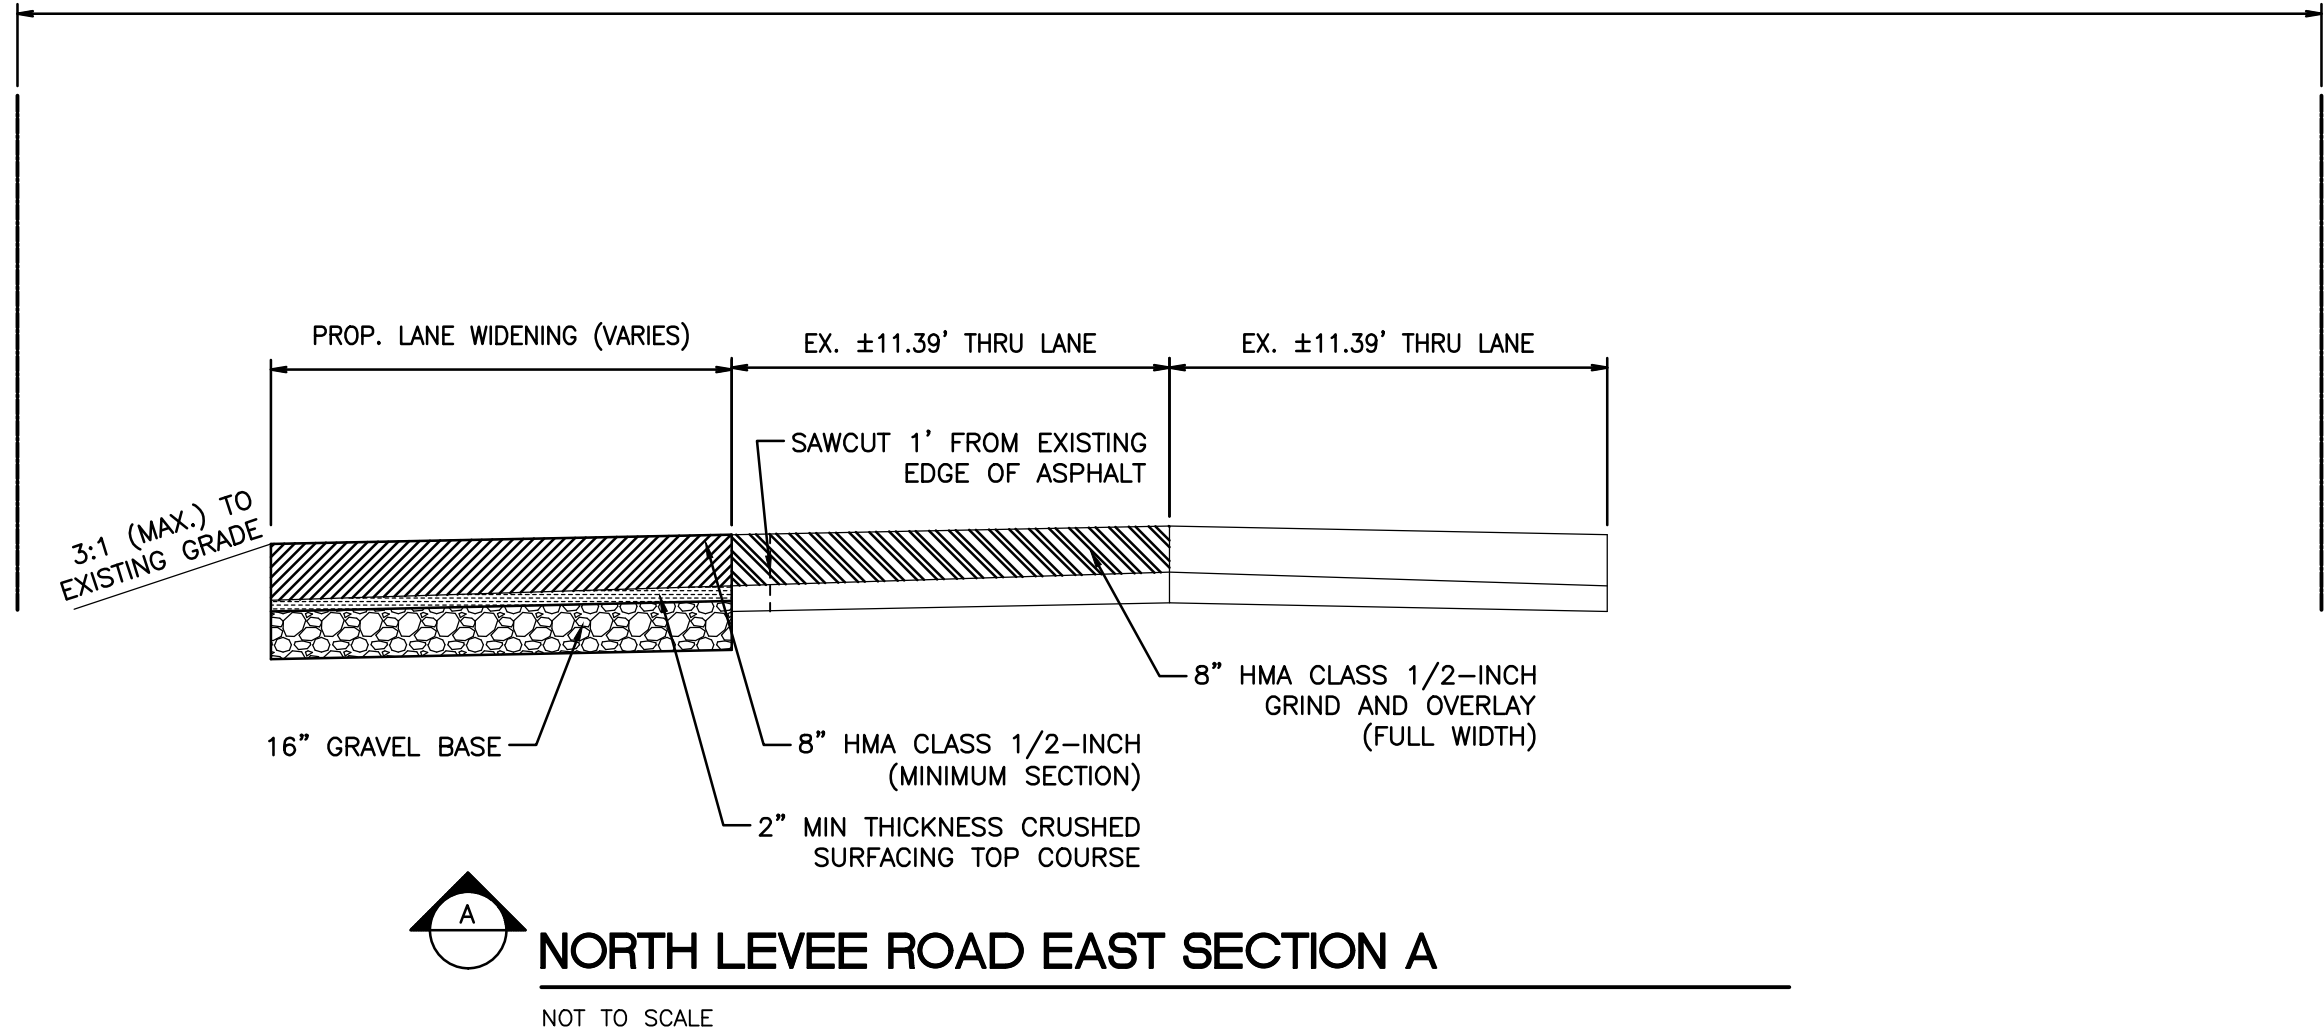 PROP. LANE WIDENING (VARIES)
EX. ±11.39' THRU LANE
EX. ±11.39' THRU LANE
SAWCUT 1' FROM EXISTING
EDGE OF ASPHALT
3:1 (MAX.) TO
EXISTING GRADE
8" HMA CLASS 1/2-INCH
GRIND AND OVERLAY
(FULL WIDTH)
16" GRAVEL BASE
8" HMA CLASS 1/2-INCH
(MINIMUM SECTION)
2" MIN THICKNESS CRUSHED
SURFACING TOP COURSE
A
NORTH LEVEE ROAD EAST SECTION A
NOT TO SCALE